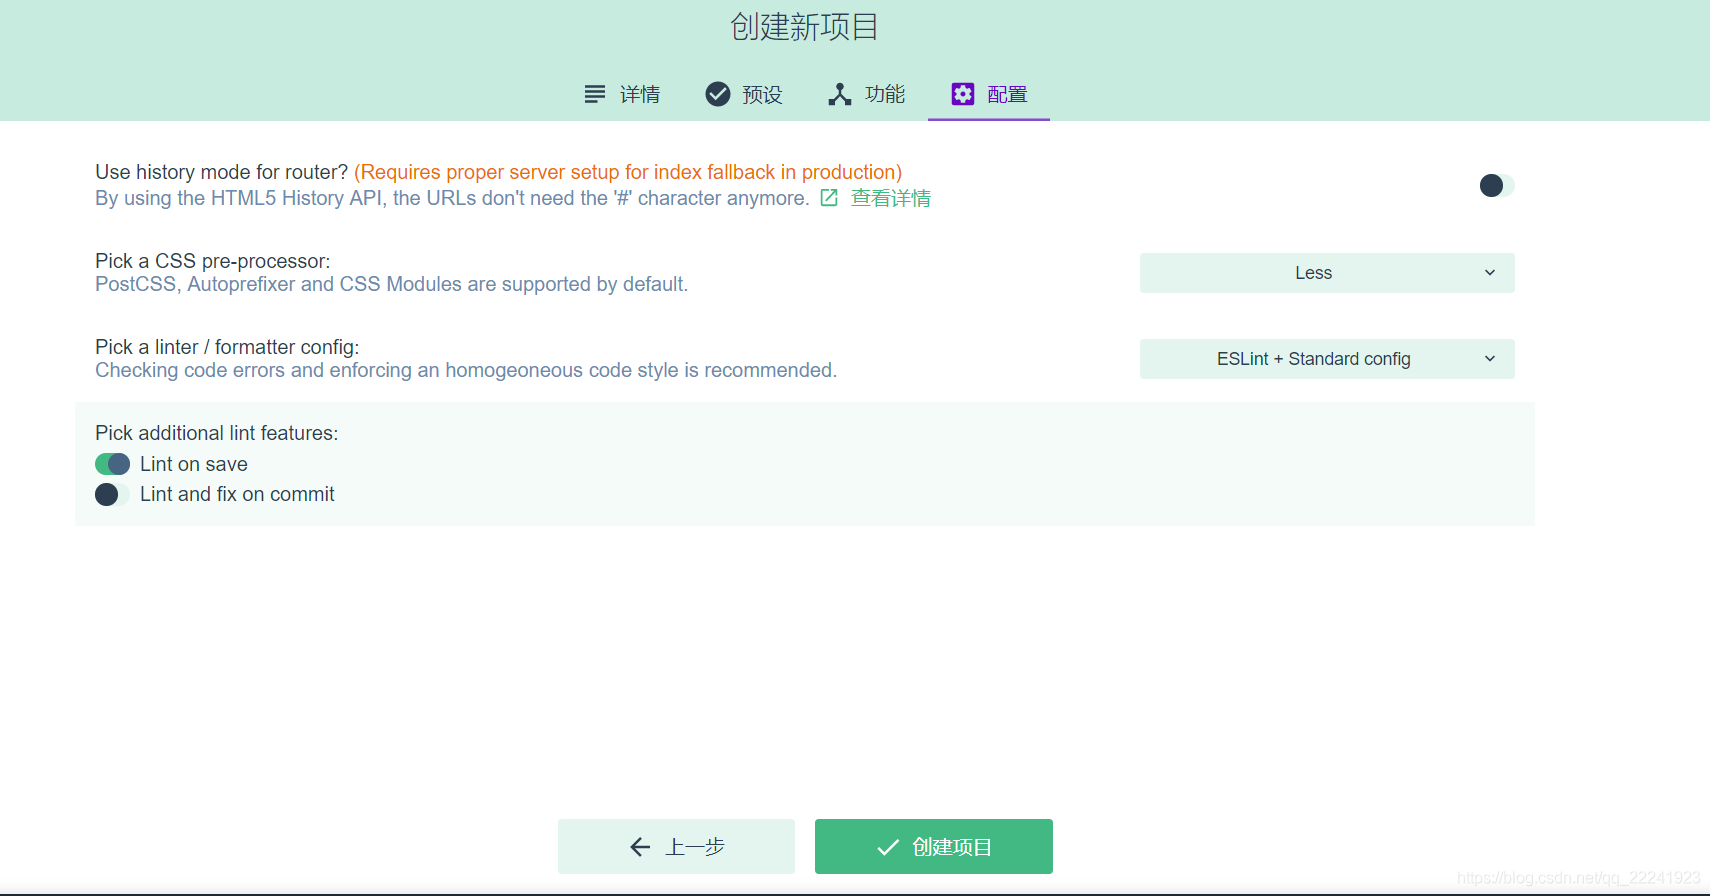 创建新项目
详情 预设 功能 配置
Use history mode for router? (Requires proper server setup for index fallback in production)
By using the HTML5 History API, the URLs don't need the '#' character anymore. 查看详情
Pick a CSS pre-processor:
PostCSS, Autoprefixer and CSS Modules are supported by default.
Less
Pick a linter / formatter config:
Checking code errors and enforcing an homogeoneous code style is recommended.
ESLint + Standard config
Pick additional lint features:
Lint on save
Lint and fix on commit
上一步 创建项目
https://blog.csdn.net/qq_22241923